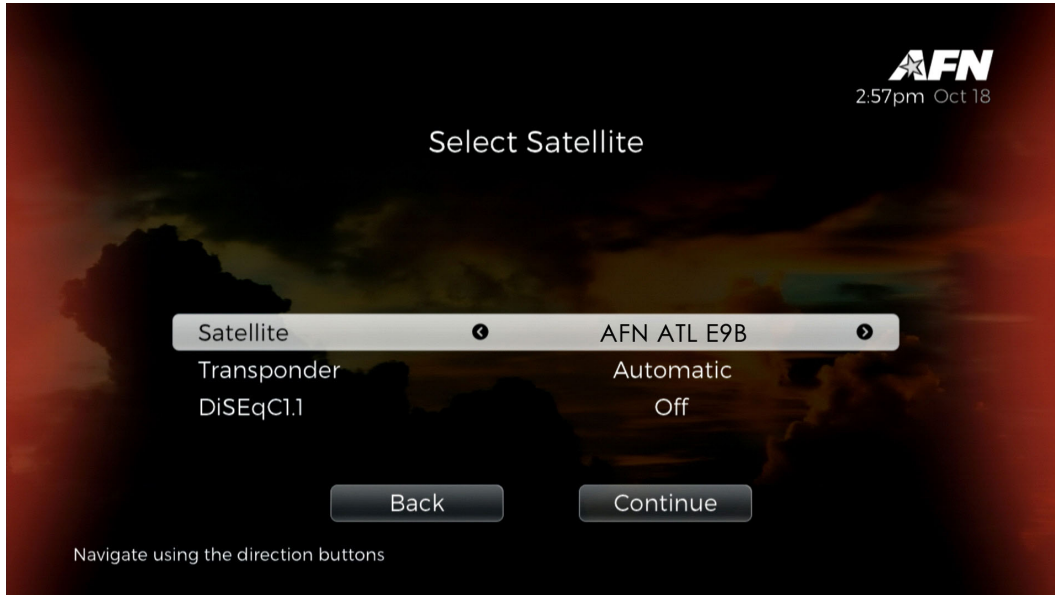 AFN
2:57pm Oct 18
Select Satellite
Satellite AFN ATL E9B
Transponder Automatic
DiSEqC1.1 Off
Back Continue
Navigate using the direction buttons